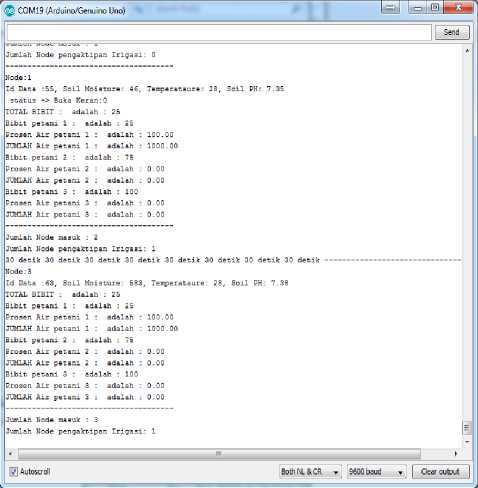 COM19 (Arduino/Genuino Uno)
Send
Jumlah Node masuk : 2
Jumlah Node pengaktipan Irigasi: 0
-------------------------------------
Node:1
Id Data :55, Soil Moisture: 46, Temperataure: 28, Soil PH: 7.35
status => Buka Keran:0
TOTAL BIBIT :  adalah : 25
Bibit petani 1 :  adalah : 25
Prosen Air petani 1 :  adalah : 100.00
JUMLAH Air petani 1 :  adalah : 1000.00
Bibit petani 2 :  adalah : 75
Prosen Air petani 2 :  adalah : 0.00
JUMLAH Air petani 2 :  adalah : 0.00
Bibit petani 3 :  adalah : 100
Prosen Air petani 3 :  adalah : 0.00
JUMLAH Air petani 3 :  adalah : 0.00
-------------------------------------
Jumlah Node masuk : 2
Jumlah Node pengaktipan Irigasi: 1
30 detik 30 detik 30 detik 30 detik 30 detik 30 detik 30 detik 30 detik ------------------------------
Node:3
Id Data :63, Soil Moisture: 583, Temperataure: 28, Soil PH: 7.38
TOTAL BIBIT :  adalah : 25
Bibit petani 1 :  adalah : 25
Prosen Air petani 1 :  adalah : 100.00
JUMLAH Air petani 1 :  adalah : 1000.00
Bibit petani 2 :  adalah : 75
Prosen Air petani 2 :  adalah : 0.00
JUMLAH Air petani 2 :  adalah : 0.00
Bibit petani 3 :  adalah : 100
Prosen Air petani 3 :  adalah : 0.00
JUMLAH Air petani 3 :  adalah : 0.00
-------------------------------------
Jumlah Node masuk : 3
Jumlah Node pengaktipan Irigasi: 1
Autoscroll
Both NL & CR
9600 baud
Clear output